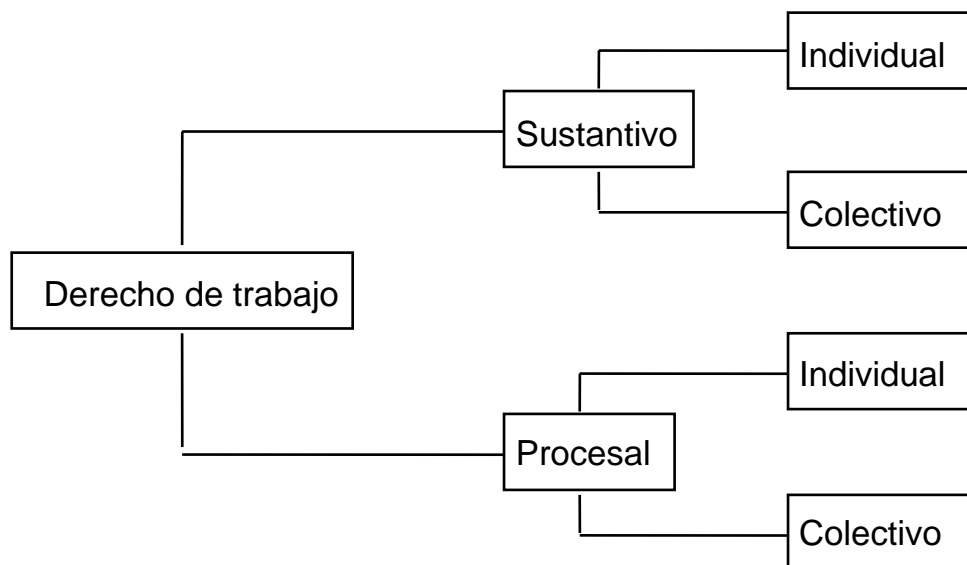 Individual
Sustantivo
Colectivo
Derecho de trabajo
Individual
Procesal
Colectivo